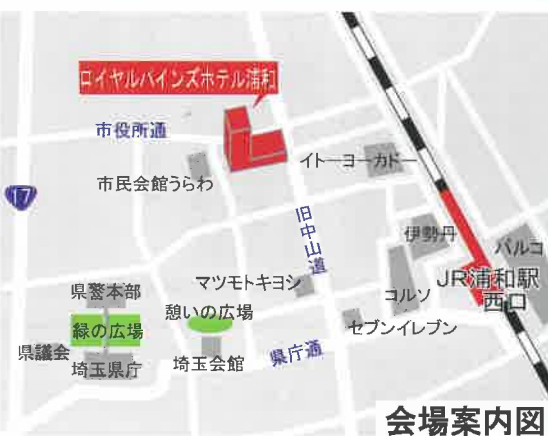 ロイヤルパインズホテル浦和
市役所通
イトーヨーカドー
市民会館うらわ
17
旧中山道
伊勢丹
パルコ
JR浦和駅
西口
マツモトキヨシ
コルソ
県警本部
憩いの広場
緑の広場
セブンイレブン
県議会
埼玉会館
県庁通
埼玉県庁
会場案内図